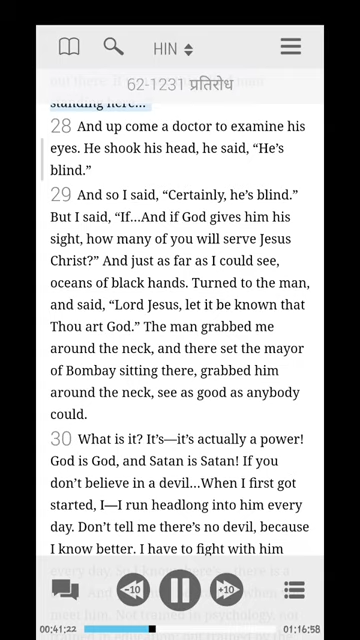 HIN
62-1231 प्रतिरोध
standing here...
28 And up come a doctor to examine his
eyes. He shook his head, he said, “He’s
blind.”
29 And so I said, “Certainly, he’s blind.”
But I said, “If…And if God gives him his
sight, how many of you will serve Jesus
Christ?” And just as far as I could see,
oceans of black hands. Turned to the man,
and said, “Lord Jesus, let it be known that
Thou art God.” The man grabbed me
around the neck, and there set the mayor
of Bombay sitting there, grabbed him
around the neck, see as good as anybody
could.
30 What is it? It’s—it’s actually a power!
God is God, and Satan is Satan! If you
don’t believe in a devil…When I first got
started, I—I run headlong into him every
day. Don’t tell me there’s no devil, because
I know better. I have to fight with him
-10
+10
00:41:22
01:16:58